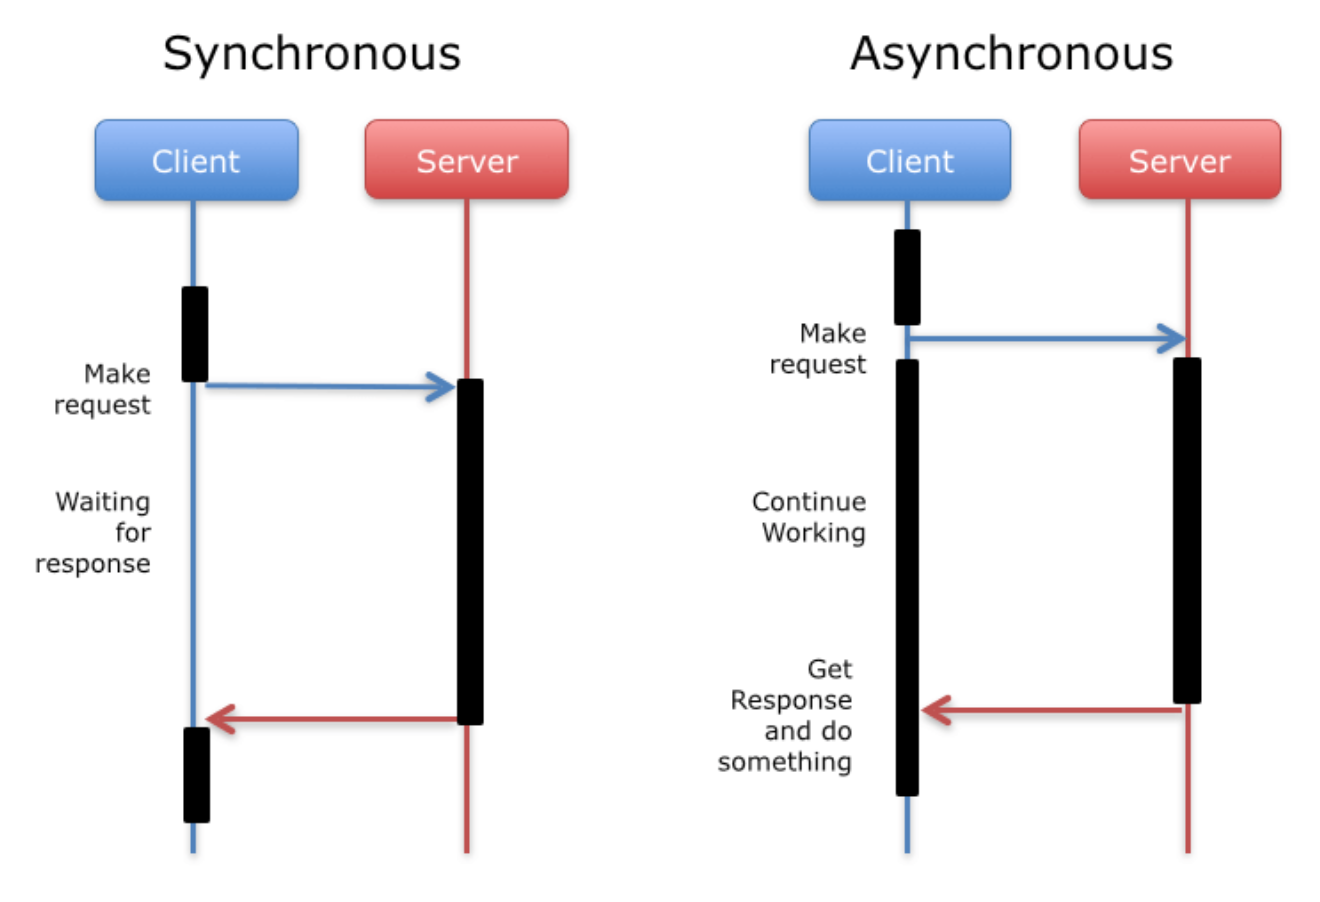 Synchronous
Client
Server
Make
request
Waiting
for
response
Asynchronous
Client
Server
Make
request
Continue
Working
Get
Response
and do
something